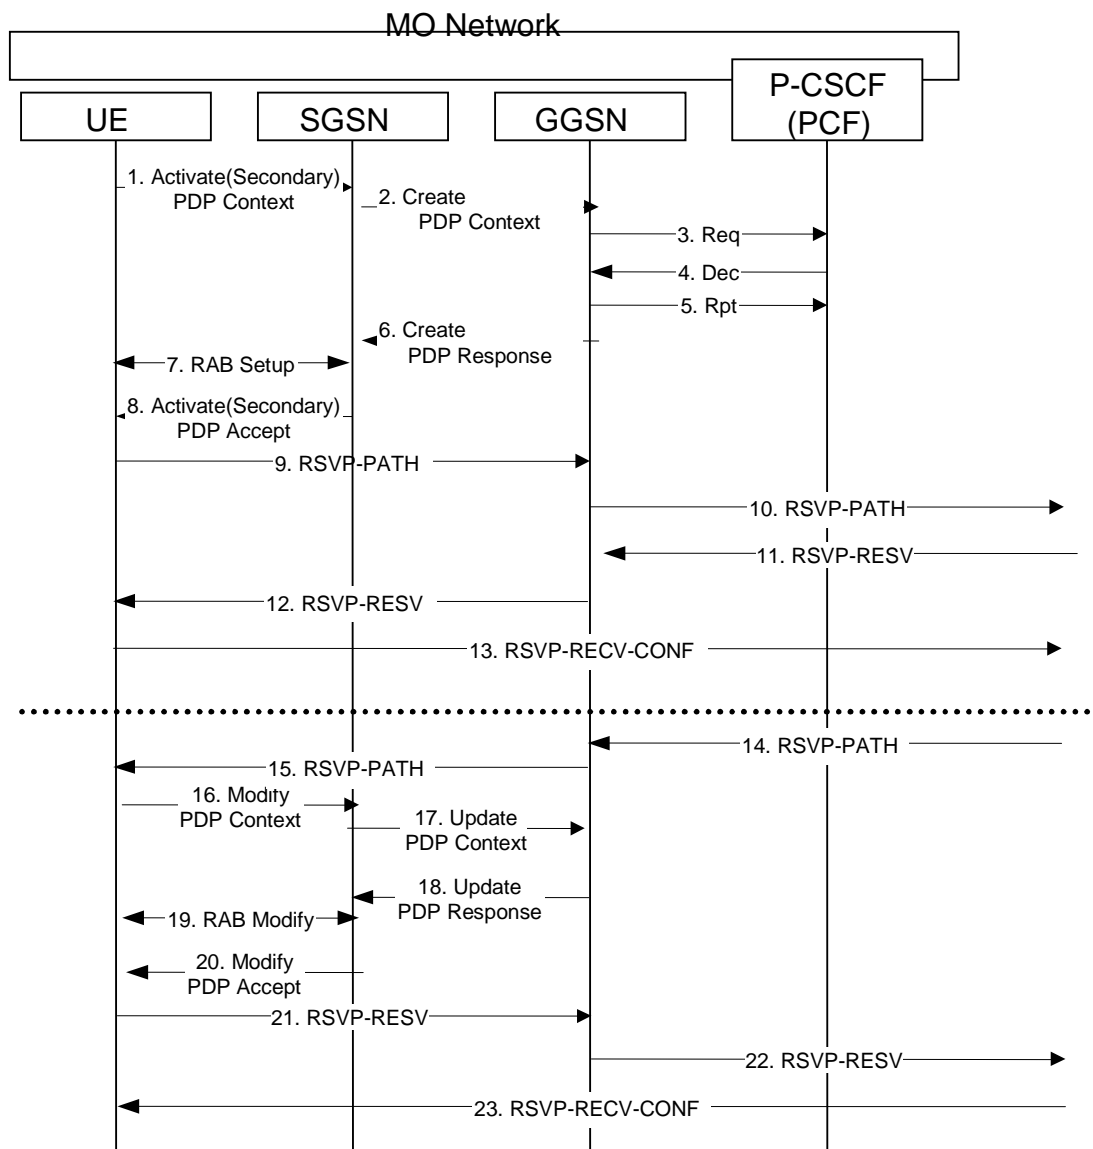 MO Network
P-CSCF
(PCF)
UE
SGSN
GGSN
1. Activate(Secondary)
PDP Context
2. Create
PDP Context
3. Req
4. Dec
5. Rpt
6. Create
PDP Response
7. RAB Setup
8. Activate(Secondary)
PDP Accept
9. RSVP-PATH
10. RSVP-PATH
11. RSVP-RESV
12. RSVP-RESV
13. RSVP-RECV-CONF
14. RSVP-PATH
15. RSVP-PATH
16. Modify
PDP Context
17. Update
PDP Context
18. Update
PDP Response
19. RAB Modify
20. Modify
PDP Accept
21. RSVP-RESV
22. RSVP-RESV
23. RSVP-RECV-CONF